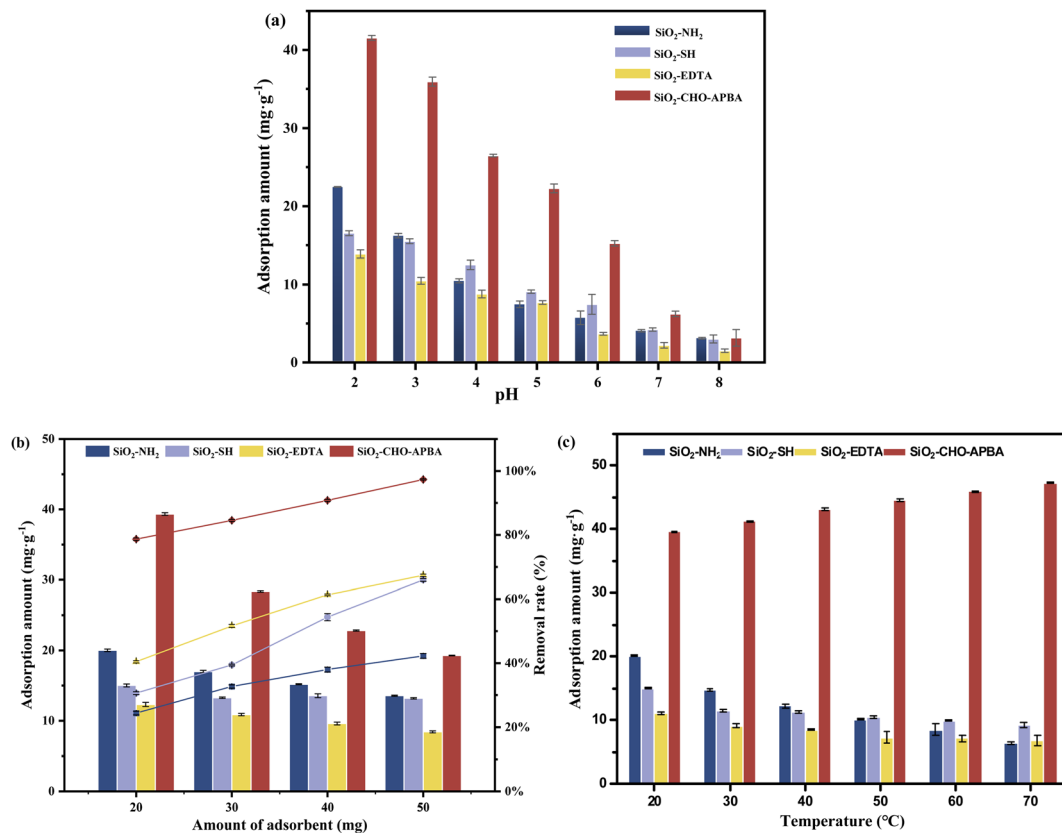 (a)
SiO₂-NH₂
SiO₂-SH
SiO₂-EDTA
SiO₂-CHO-APBA
Adsorption amount (mg·g⁻¹)
40
30
20
10
0
2 3 4 5 6 7 8
pH
(b)
SiO₂-NH₂ SiO₂-SH SiO₂-EDTA SiO₂-CHO-APBA
Adsorption amount (mg·g⁻¹)
50
40
30
20
10
0
100%
80%
60%
40%
20%
0%
Removal rate (%)
20 30 40 50
Amount of adsorbent (mg)
(c)
SiO₂-NH₂ SiO₂-SH SiO₂-EDTA SiO₂-CHO-APBA
Adsorption amount (mg·g⁻¹)
50
40
30
20
10
0
20 30 40 50 60 70
Temperature (°C)